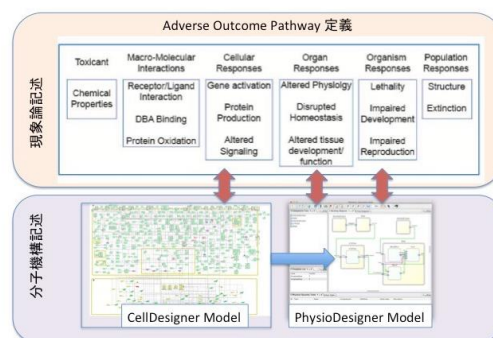 Adverse Outcome Pathway 定義
現象論記述
Toxicant
Chemical
Properties
Macro-Molecular
Interactions
Receptor/Ligand
Interaction
DBA Binding
Protein Oxidation
Cellular
Responses
Gene activation
Protein
Production
Altered
Signaling
Organ
Responses
Altered Physiolgy
Disrupted
Homeostasis
Altered tissue
development/
function
Organism
Responses
Lethality
Impaired
Development
Impaired
Reproduction
Population
Responses
Structure
Extinction
分子機構記述
CellDesigner Model
PhysioDesigner Model